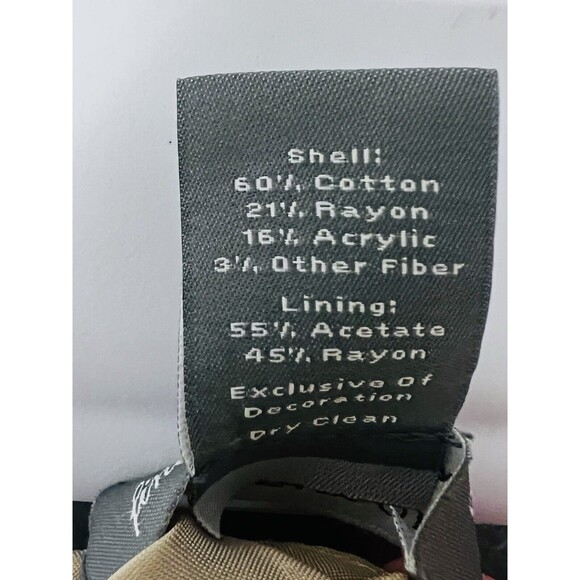 Shell:
60% Cotton
21% Rayon
16% Acrylic
3% Other Fiber
Lining:
55% Acetate
45% Rayon
Exclusive Of
Decoration
Dry Clean